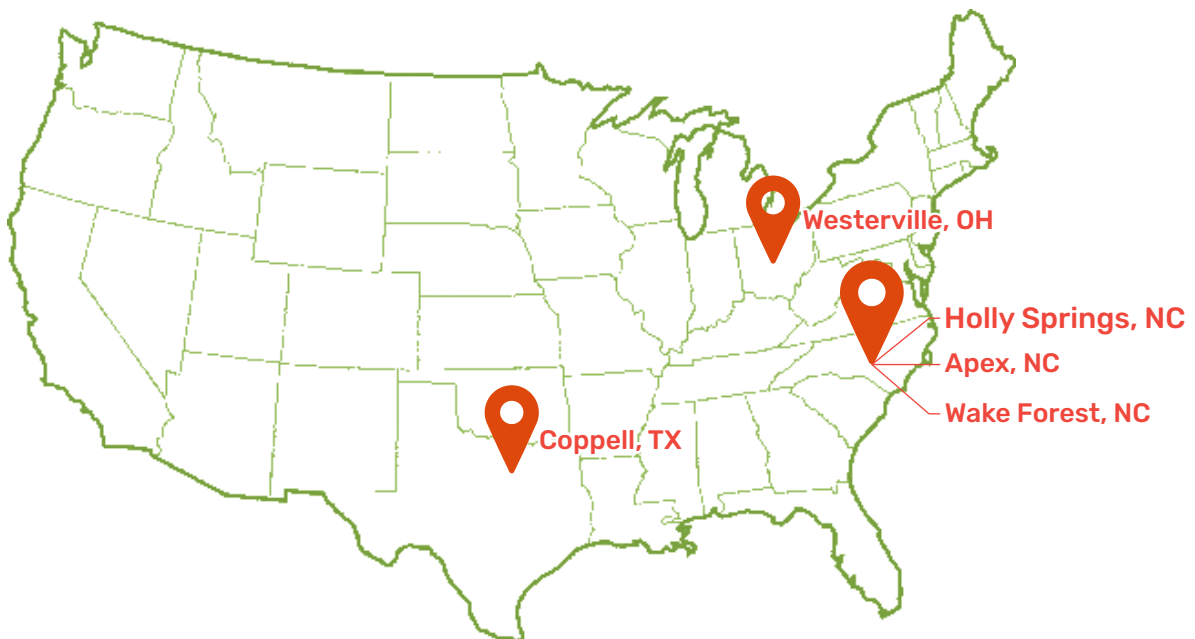 Westerville, OH
Holly Springs, NC
Apex, NC
Wake Forest, NC
Coppell, TX